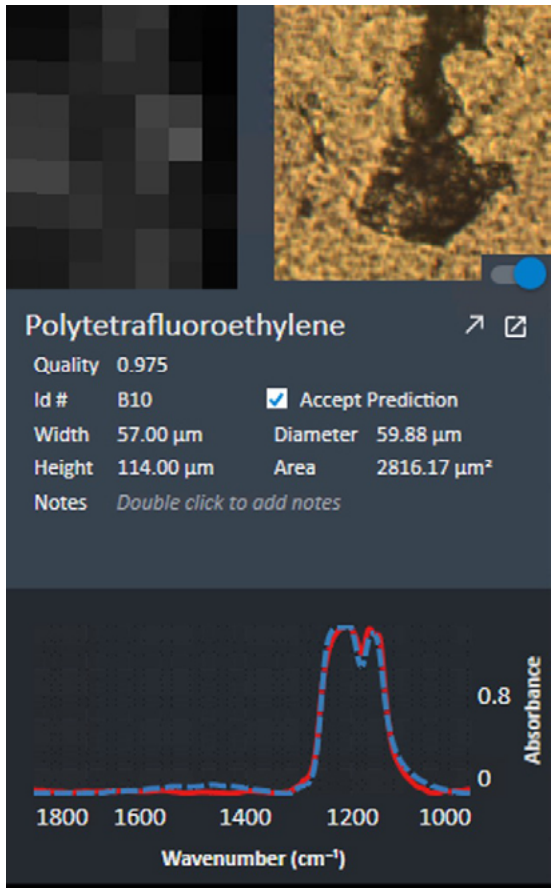 Polytetrafluoroethylene
Quality 0.975
Id # B10 Accept Prediction
Width 57.00 µm Diameter 59.88 µm
Height 114.00 µm Area 2816.17 µm²
Notes Double click to add notes
0.8
0
Absorbance
1800 1600 1400 1200 1000
Wavenumber (cm⁻¹)